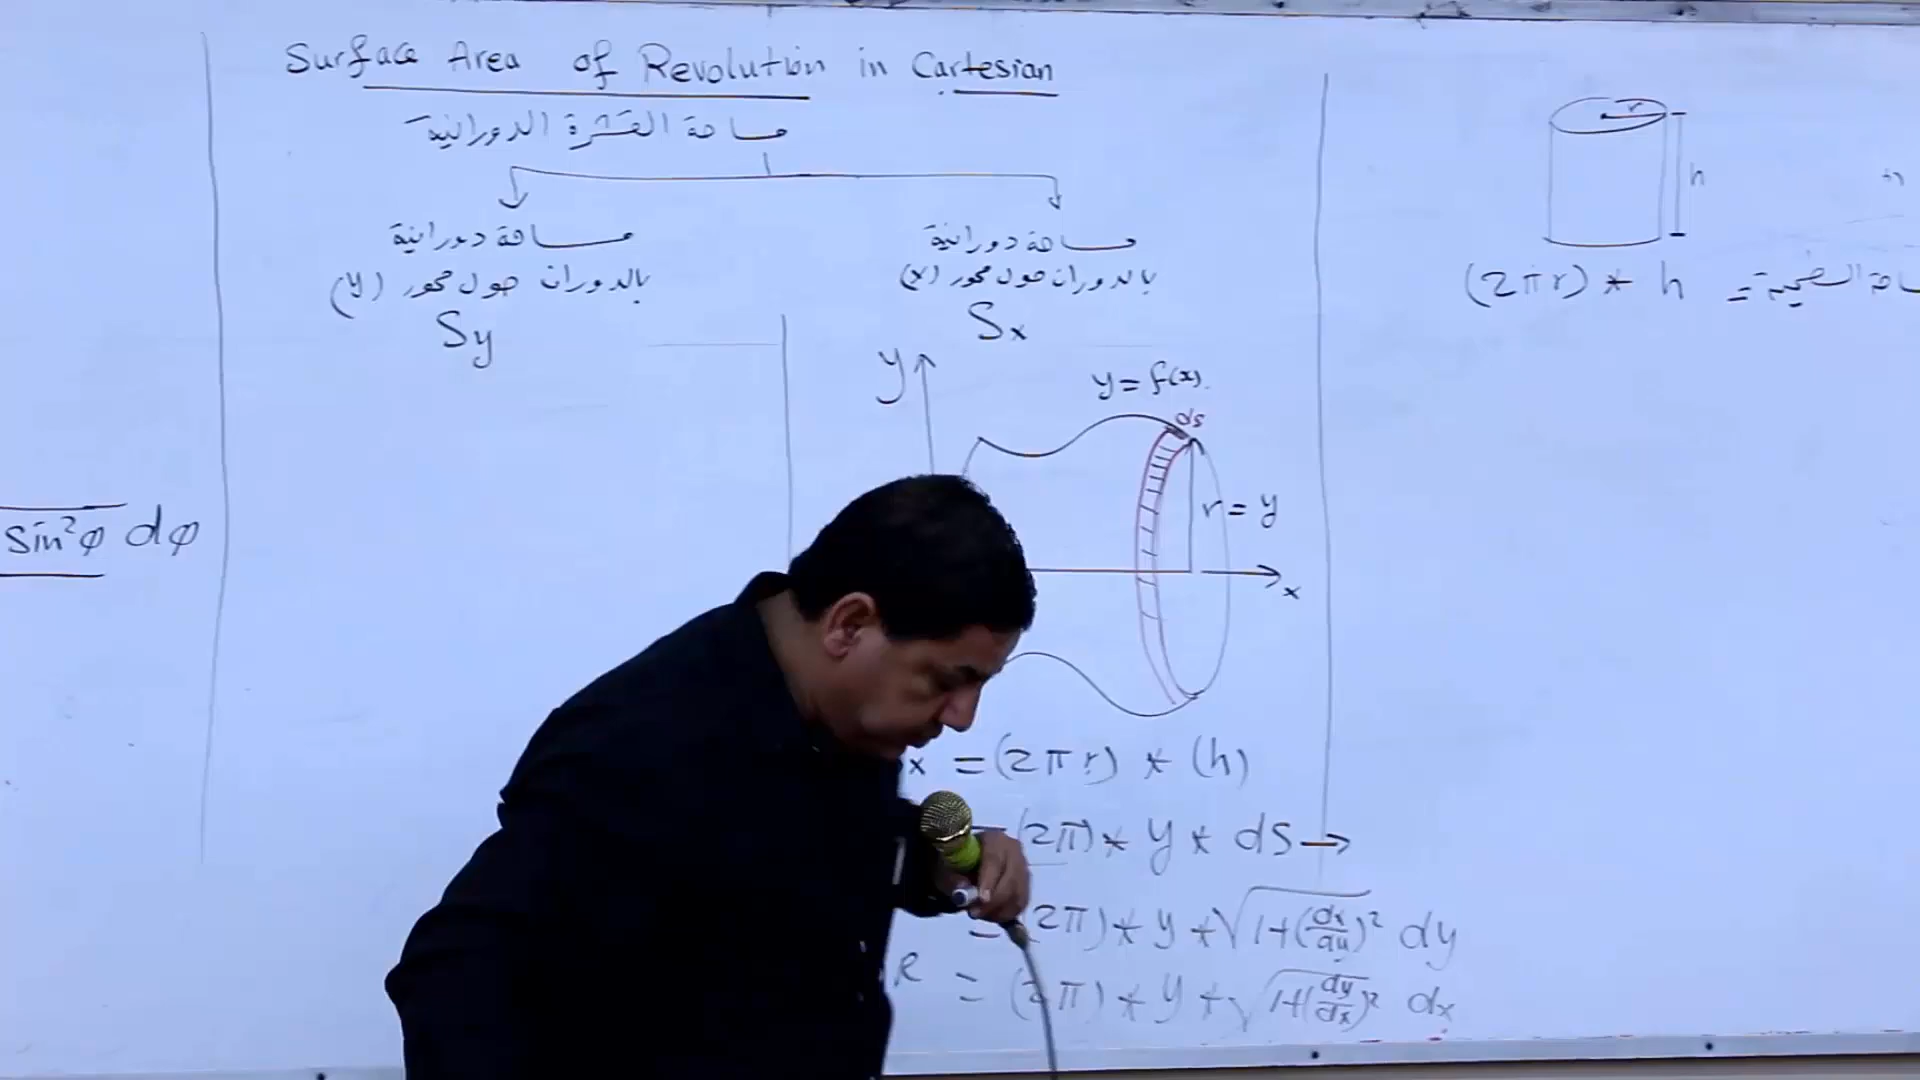 Surface Area of Revolution in Cartesian
مساحة القشرة الدورانية
مساحة دورانية
بالدوران حول محور (x)
Sx
مساحة دورانية
بالدوران حول محور (y)
Sy
y
y = f(x)
ds
r = y
x
x = (2πr) * (h)
= (2π) * y * ds →
= (2π) * y * √1+(dx/dy)² dy
R = (2π) * y * √1+(dy/dx)² dx
sin²φ dφ
r
h
(2πr) * h =